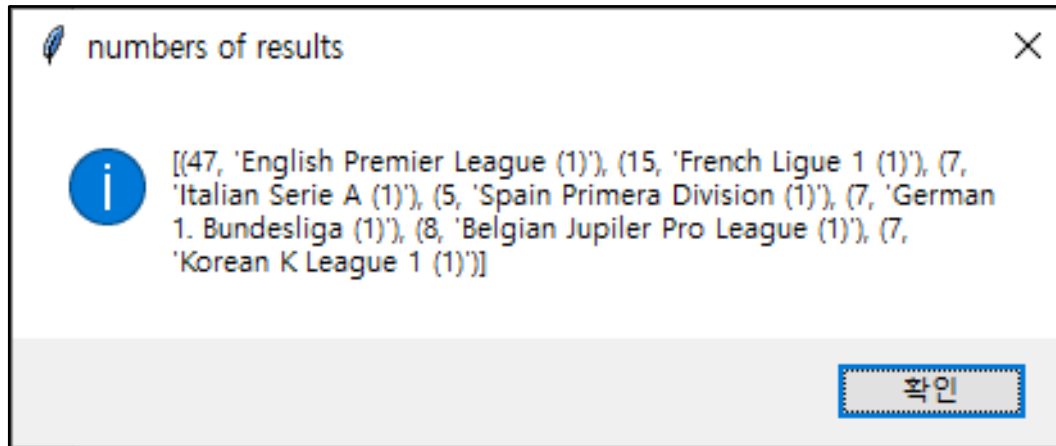 numbers of results
[(47, 'English Premier League (1)'), (15, 'French Ligue 1 (1)'), (7,
'Italian Serie A (1)'), (5, 'Spain Primera Division (1)'), (7, 'German
1. Bundesliga (1)'), (8, 'Belgian Jupiler Pro League (1)'), (7,
'Korean K League 1 (1)')]
확인